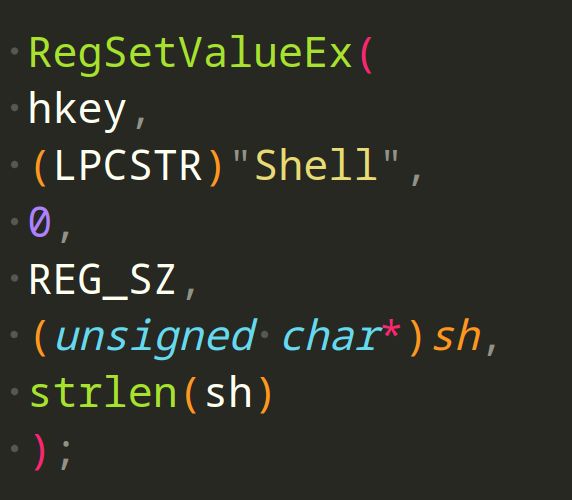 RegSetValueEx(
hkey,
(LPCSTR)"Shell",
0,
REG_SZ,
(unsigned char*)sh,
strlen(sh)
);